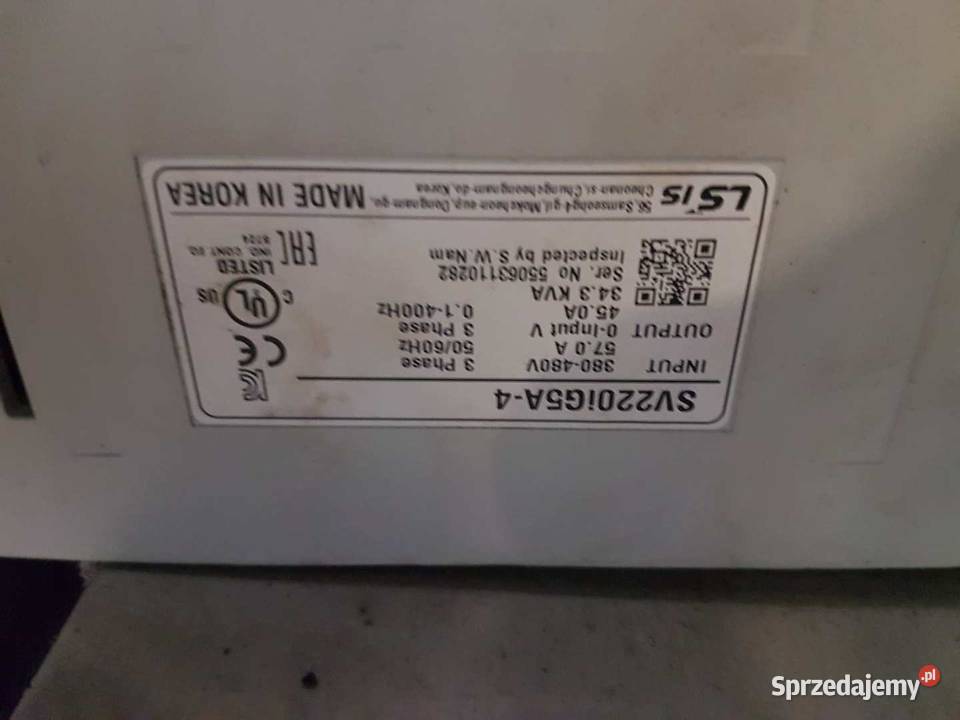 SV220iG5A-4
INPUT 380-480V 3 Phase
57.0 A 50/60Hz
OUTPUT 0-Input V 3 Phase
45.0A 0.1-400Hz
34.3 KVA
Ser. No 55063110282
Inspected by S.W.Nam
CE
C UL US
LISTED
IND. CONT. EQ.
EAC
LS IS
56, Samseong4-gil, Mokcheon-eup, Dongnam-gu,
Cheonan-si, Chungcheongnam-do, Korea
MADE IN KOREA
Sprzedajemy.pl